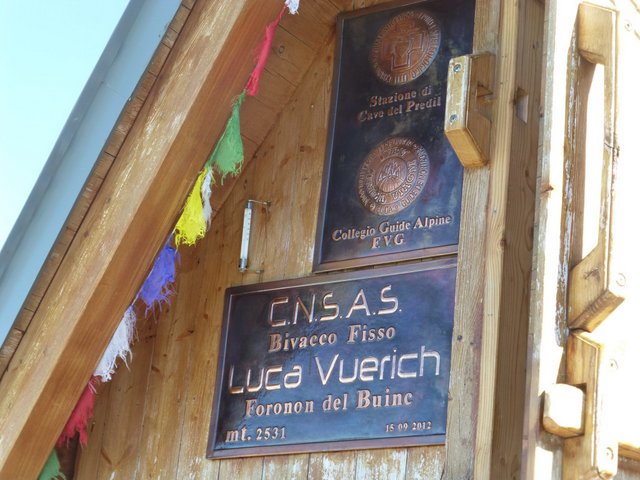 Stazione di
Cave del Predil
Collegio Guide Alpine
FVG
C.N.S.A.S.
Bivacco Fisso
Luca Vuerich
Foronon del Buinc
mt. 2531
15 09 2012